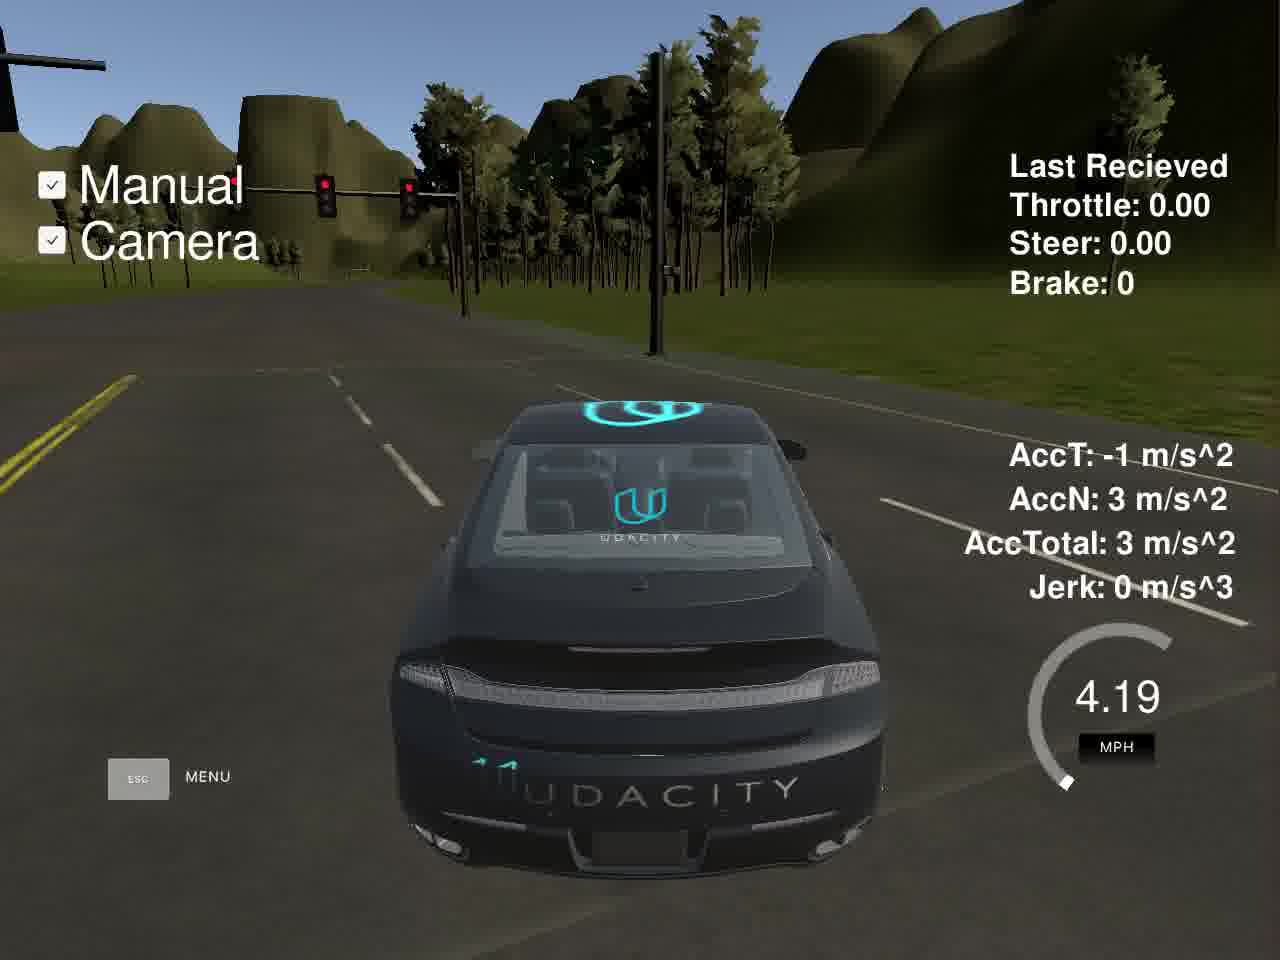 Manual
Camera
Last Recieved
Throttle: 0.00
Steer: 0.00
Brake: 0
AccT: -1 m/s^2
AccN: 3 m/s^2
AccTotal: 3 m/s^2
Jerk: 0 m/s^3
UDACITY
4.19
MPH
ESC MENU
UDACITY